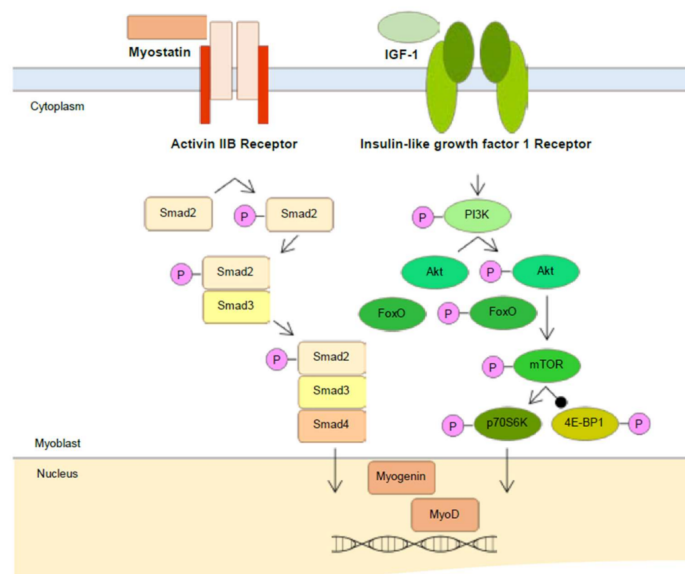 Myostatin
IGF-1
Cytoplasm
Activin IIB Receptor
Insulin-like growth factor 1 Receptor
Smad2
P
Smad2
P
PI3K
P
Smad2
Smad3
Akt
P
Akt
FoxO
P
FoxO
P
Smad2
Smad3
Smad4
P
mTOR
P
p70S6K
4E-BP1
P
Myoblast
Nucleus
Myogenin
MyoD